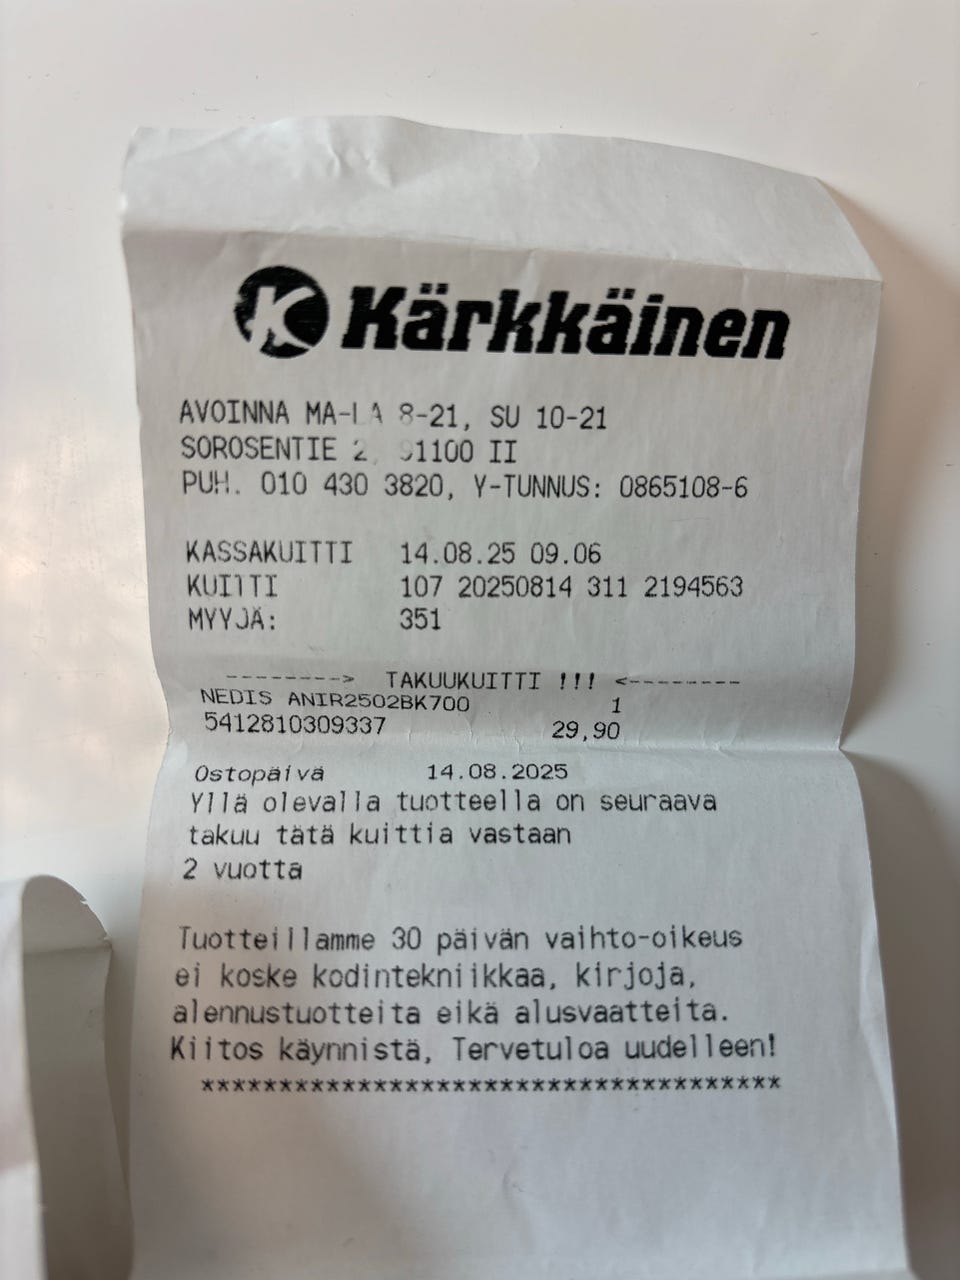 K Kärkkäinen
AVOINNA MA-LA 8-21, SU 10-21
SOROSENTIE 2, 91100 II
PUH. 010 430 3820, Y-TUNNUS: 0865108-6
KASSAKUITTI 14.08.25 09.06
KUITTI 107 20250814 311 2194563
MYYJÄ: 351
--------> TAKUUKUITTI !!! <--------
NEDIS ANIR2502BK700 1
5412810309337 29,90
Ostopäivä 14.08.2025
Yllä olevalla tuotteella on seuraava
takuu tätä kuittia vastaan
2 vuotta
Tuotteillamme 30 päivän vaihto-oikeus
ei koske kodintekniikkaa, kirjoja,
alennustuotteita eikä alusvaatteita.
Kiitos käynnistä, Tervetuloa uudelleen!
*************************************